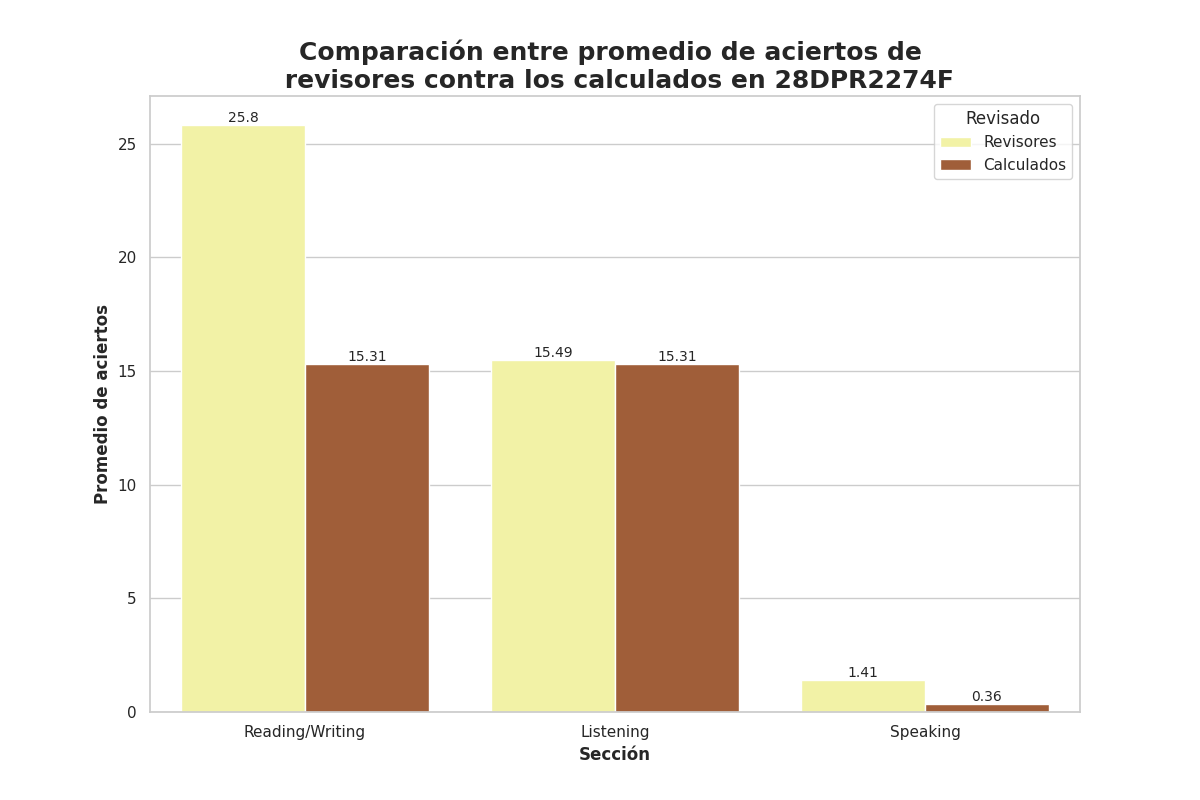 Comparación entre promedio de aciertos de
revisores contra los calculados en 28DPR2274F
Revisado
Revisores
Calculados
Promedio de aciertos
25
20
15
10
5
0
25.8
15.31
15.49
15.31
1.41
0.36
Reading/Writing
Listening
Speaking
Sección